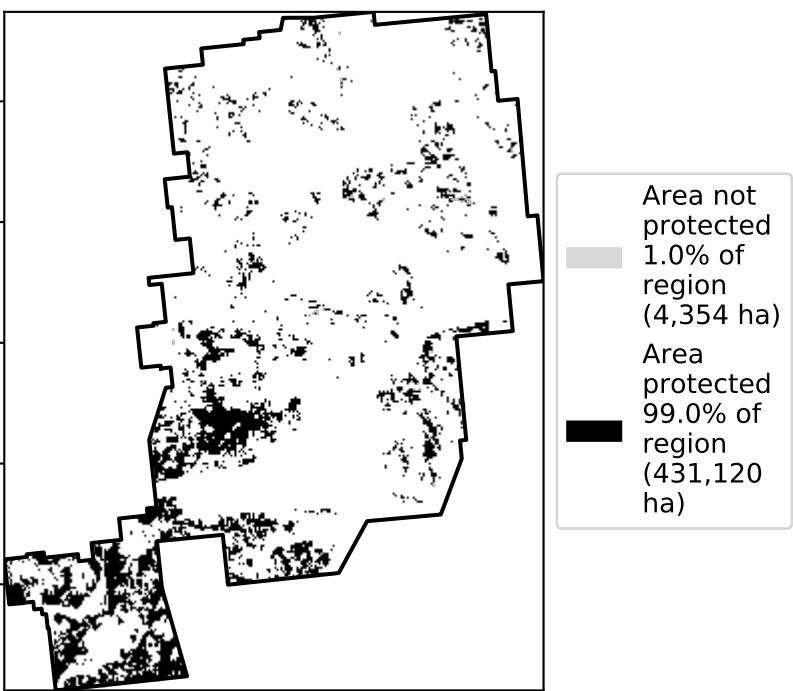 Area not
protected
1.0% of
region
(4,354 ha)
Area
protected
99.0% of
region
(431,120
ha)